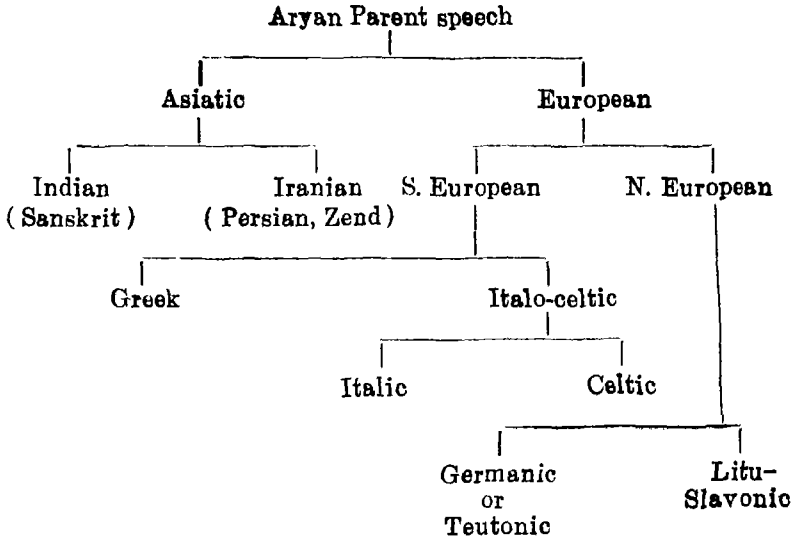 Aryan Parent speech
Asiatic
European
Indian
(Sanskrit)
Iranian
(Persian, Zend)
S. European
N. European
Greek
Italo-celtic
Italic
Celtic
Germanic
or
Teutonic
Litu-
Slavonic